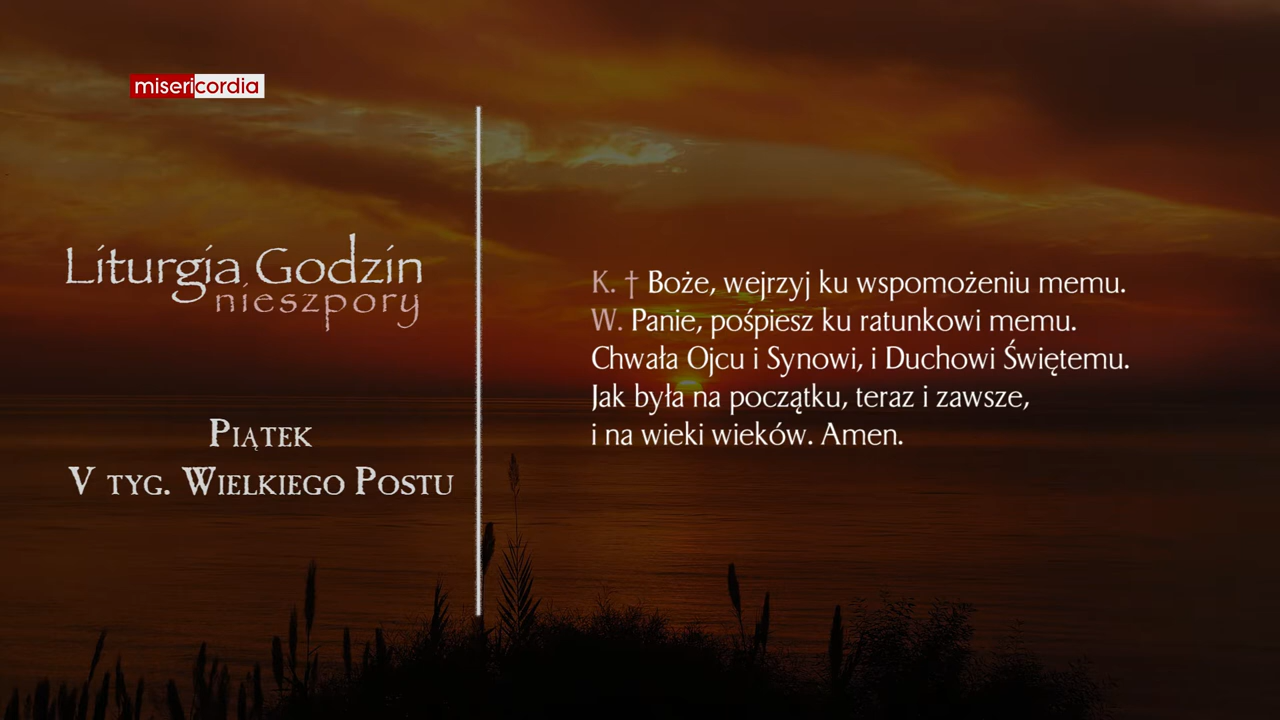 misericordia
Liturgia Godzin
nieszpory
Piątek
V tyg. Wielkiego Postu
K. † Boże, wejrzyj ku wspomożeniu memu.
W. Panie, pośpiesz ku ratunkowi memu.
Chwała Ojcu i Synowi, i Duchowi Świętemu.
Jak była na początku, teraz i zawsze,
i na wieki wieków. Amen.